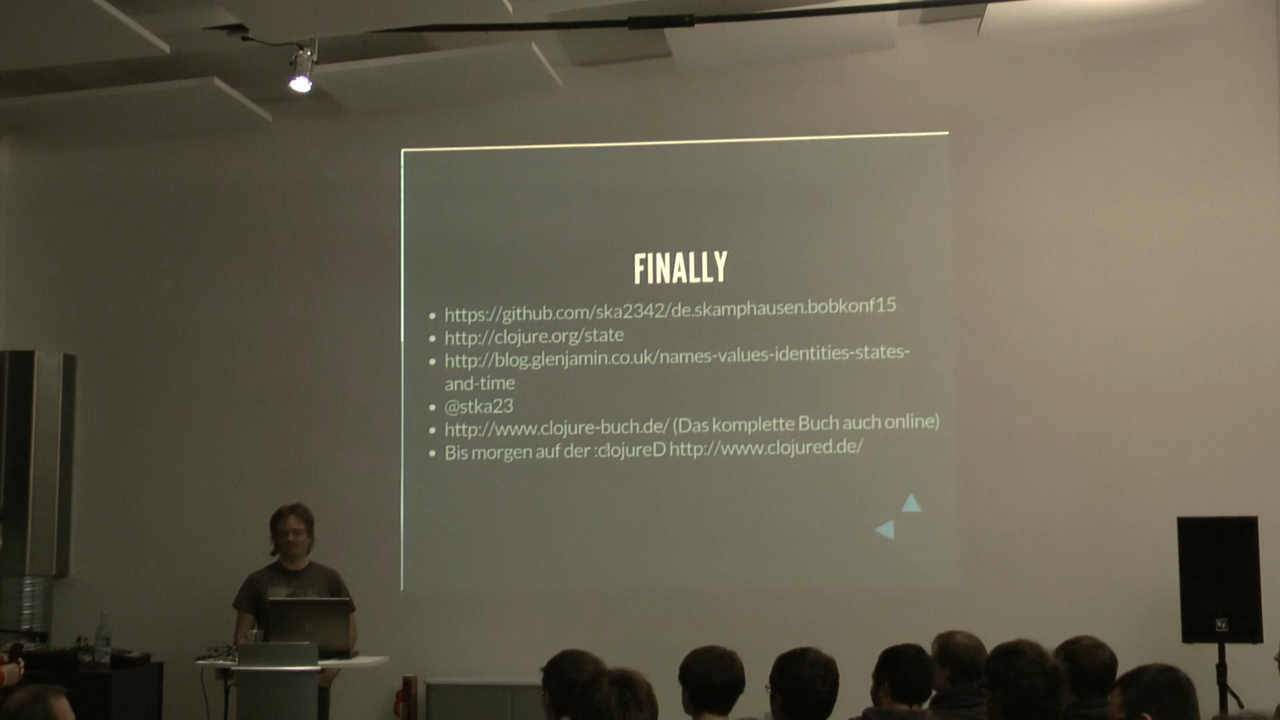 FINALLY
https://github.com/ska2342/de.skamphausen.bobkonf15
http://clojure.org/state
http://blog.glenjamin.co.uk/names-values-identities-states-
and-time
@stka23
http://www.clojure-buch.de/ (Das komplette Buch auch online)
Bis morgen auf der :clojureD http://www.clojured.de/